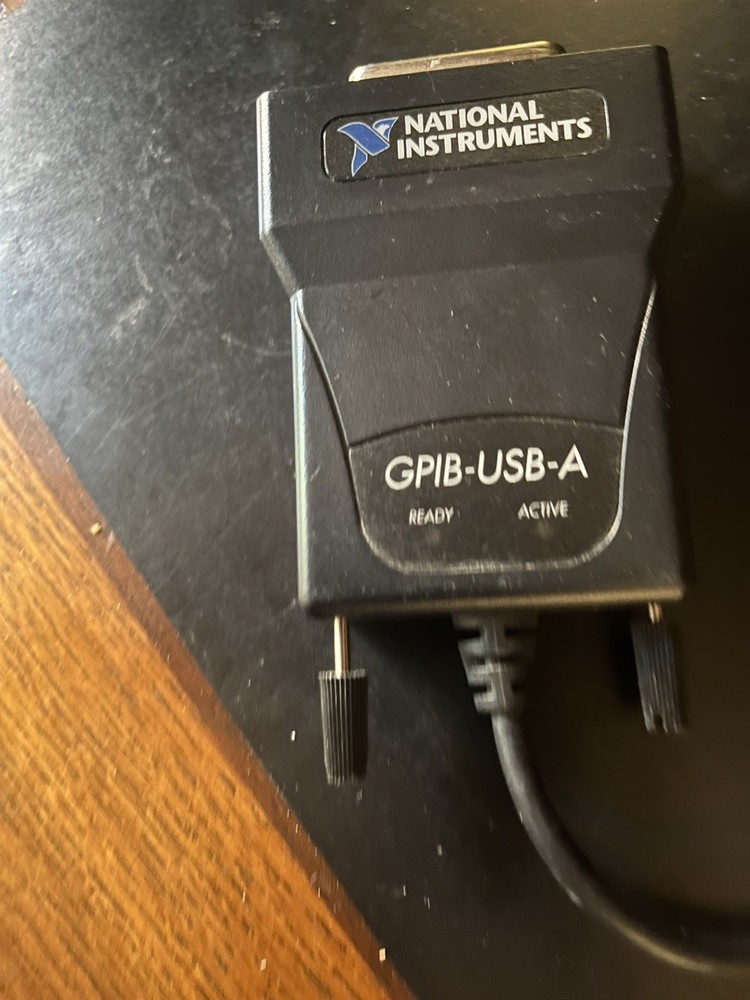 NATIONAL
INSTRUMENTS
GPIB-USB-A
READY ACTIVE